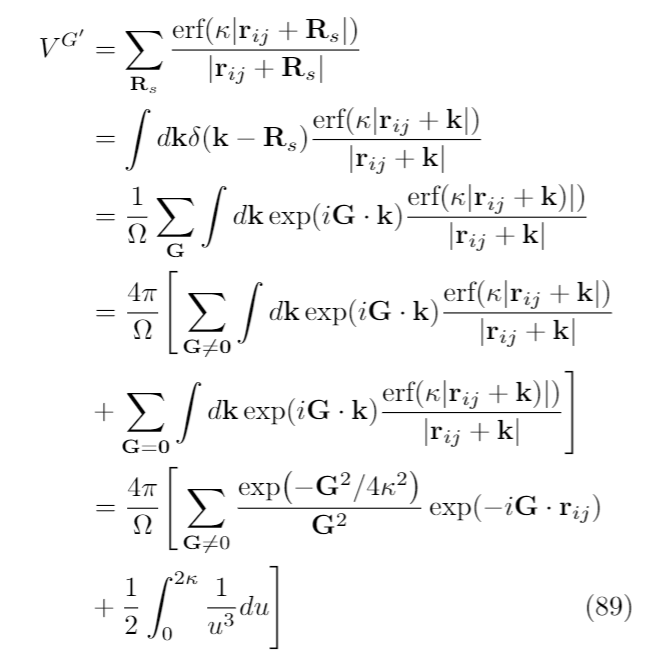 $V^{G'} = \sum_{\mathbf{R}_s} \frac{\mathrm{erf}(\kappa|\mathbf{r}_{ij} + \mathbf{R}_s|)}{|\mathbf{r}_{ij} + \mathbf{R}_s|}$
$= \int d\mathbf{k} \delta(\mathbf{k} - \mathbf{R}_s) \frac{\mathrm{erf}(\kappa|\mathbf{r}_{ij} + \mathbf{k}|)}{|\mathbf{r}_{ij} + \mathbf{k}|}$
$= \frac{1}{\Omega} \sum_{\mathbf{G}} \int d\mathbf{k} \exp(i\mathbf{G} \cdot \mathbf{k}) \frac{\mathrm{erf}(\kappa|\mathbf{r}_{ij} + \mathbf{k})|)}{|\mathbf{r}_{ij} + \mathbf{k}|}$
$= \frac{4\pi}{\Omega} \Bigg[ \sum_{\mathbf{G} \neq \mathbf{0}} \int d\mathbf{k} \exp(i\mathbf{G} \cdot \mathbf{k}) \frac{\mathrm{erf}(\kappa|\mathbf{r}_{ij} + \mathbf{k}|)}{|\mathbf{r}_{ij} + \mathbf{k}|}$
$+ \sum_{\mathbf{G} = \mathbf{0}} \int d\mathbf{k} \exp(i\mathbf{G} \cdot \mathbf{k}) \frac{\mathrm{erf}(\kappa|\mathbf{r}_{ij} + \mathbf{k})|)}{|\mathbf{r}_{ij} + \mathbf{k}|} \Bigg]$
$= \frac{4\pi}{\Omega} \Bigg[ \sum_{\mathbf{G} \neq 0} \frac{\exp(-\mathbf{G}^2/4\kappa^2)}{\mathbf{G}^2} \exp(-i\mathbf{G} \cdot \mathbf{r}_{ij})$
$+ \frac{1}{2} \int_0^{2\kappa} \frac{1}{u^3} du \Bigg]$ (89)